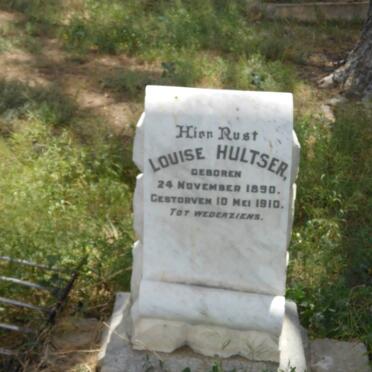 Hier Rust
LOUISE HULTSER,
GEBOREN
24 NOVEMBER 1890.
GESTORVEN 10 MEI 1910.
TOT WEDERZIENS.